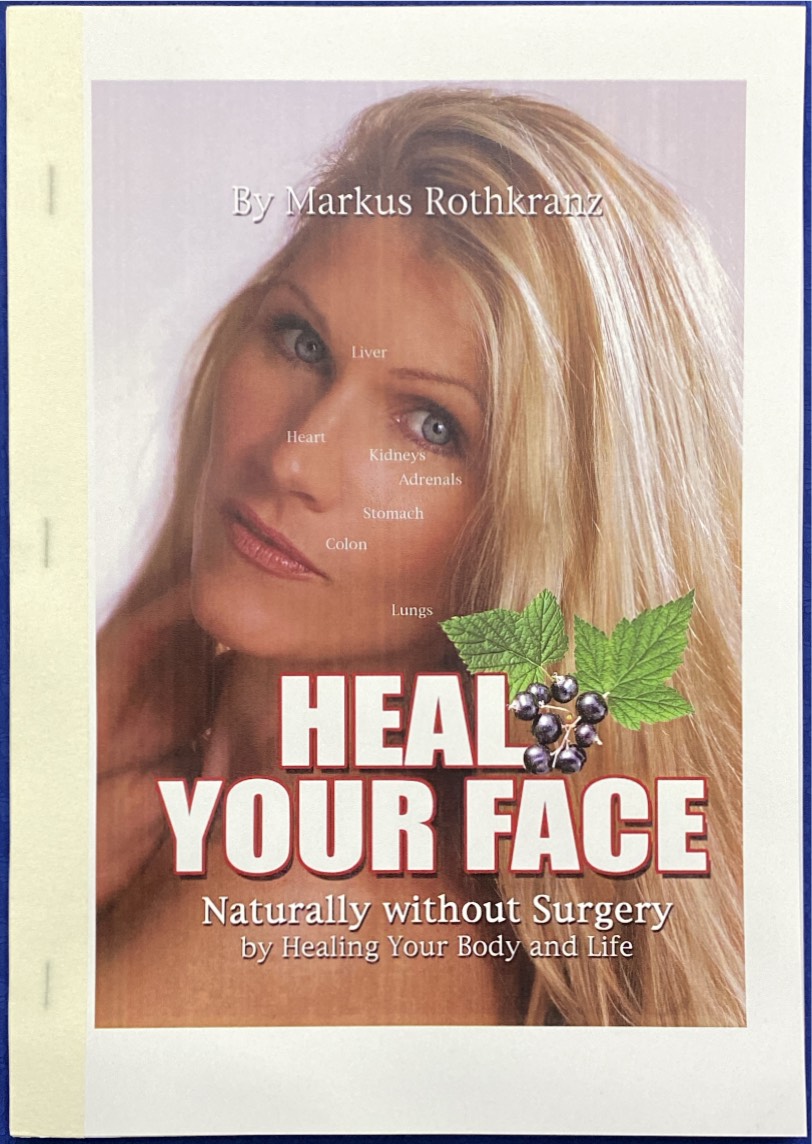 By Markus Rothkranz
Liver
Heart
Kidneys
Adrenals
Stomach
Colon
Lungs
HEAL
YOUR FACE
Naturally without Surgery
by Healing Your Body and Life